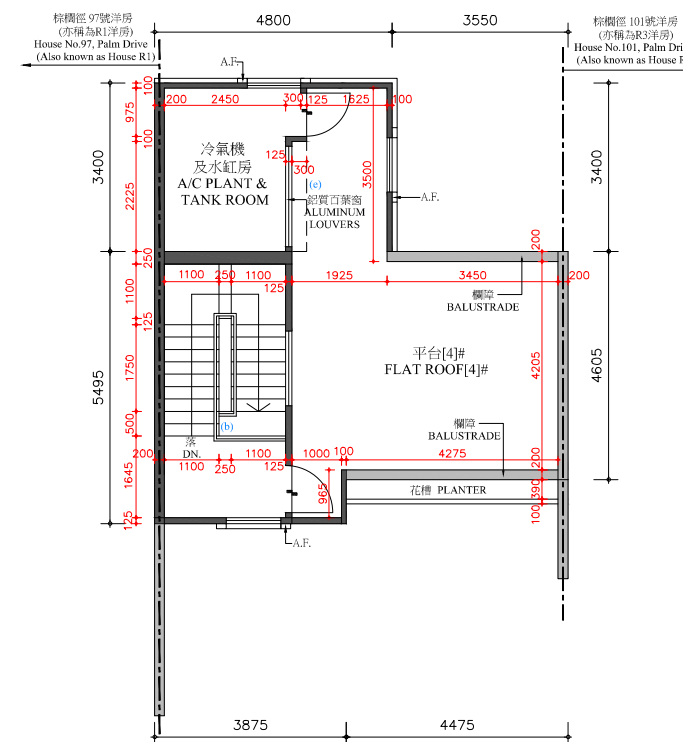 棕櫚徑 97號洋房
(亦稱為R1洋房)
House No.97, Palm Drive
(Also known as House R1)
4800
3550
棕櫚徑 101號洋房
(亦稱為R3洋房)
House No.101, Palm Dri
(Also known as House R
A.F.
100
975
100
2225
250
1100
125
1750
500
1645
125
3400
5495
200
2450
300
125
1625
100
冷氣機
及水缸房
A/C PLANT &
TANK ROOM
125
300
(e)
鋁質百葉窗
ALUMINUM
LOUVERS
3500
A.F.
3400
4605
200
1100
250
1100
125
1925
3450
200
欄障
BALUSTRADE
平台[4]#
FLAT ROOF[4]#
4205
欄障
BALUSTRADE
(b)
落
DN.
200
1100
250
1100
125
1000
100
4275
200
965
花槽 PLANTER
390
100
A.F.
3875
4475